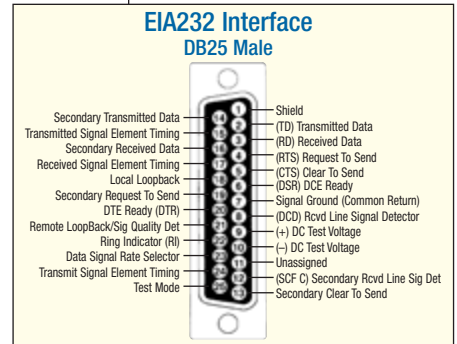 EIA232 Interface
DB25 Male
Secondary Transmitted Data
Transmitted Signal Element Timing
Secondary Received Data
Received Signal Element Timing
Local Loopback
Secondary Request To Send
DTE Ready (DTR)
Remote LoopBack/Sig Quality Det
Ring Indicator (RI)
Data Signal Rate Selector
Transmit Signal Element Timing
Test Mode
14
15
16
17
18
19
20
21
22
23
24
25
1
2
3
4
5
6
7
8
9
10
11
12
13
Shield
(TD) Transmitted Data
(RD) Received Data
(RTS) Request To Send
(CTS) Clear To Send
(DSR) DCE Ready
Signal Ground (Common Return)
(DCD) Rcvd Line Signal Detector
(+) DC Test Voltage
(–) DC Test Voltage
Unassigned
(SCF C) Secondary Rcvd Line Sig Det
Secondary Clear To Send